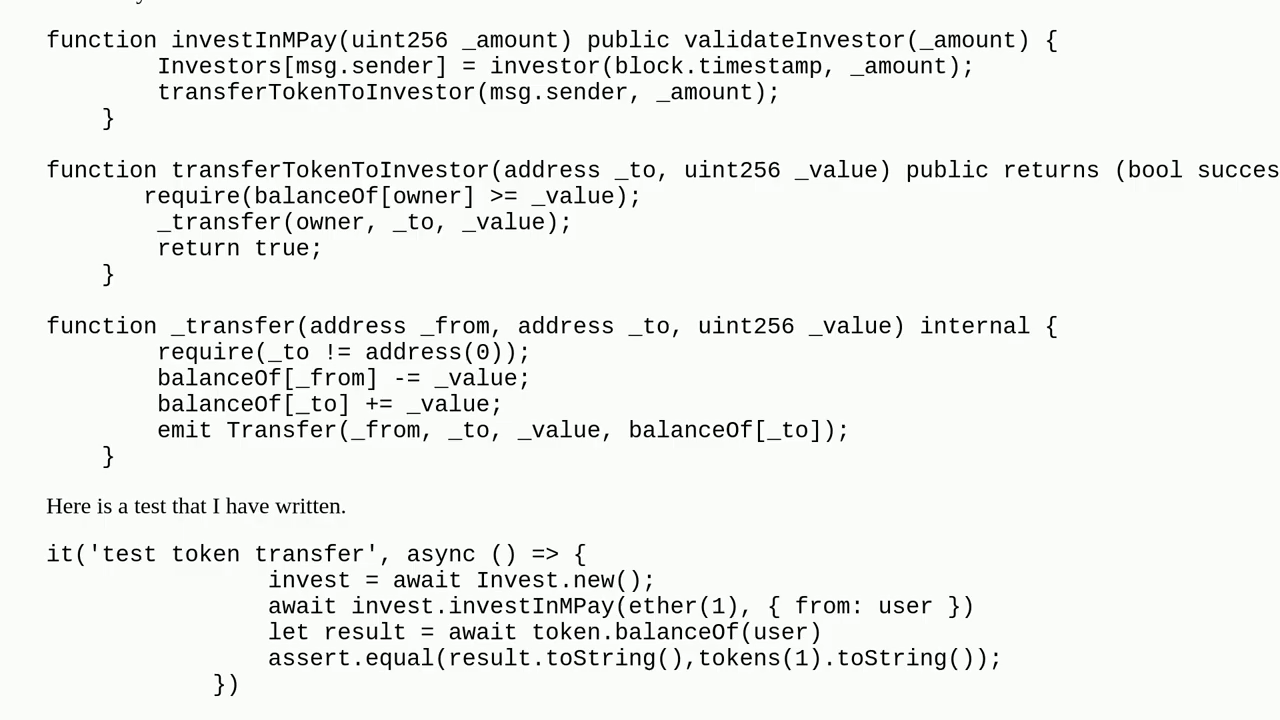 function investInMPay(uint256 _amount) public validateInvestor(_amount) {
        Investors[msg.sender] = investor(block.timestamp, _amount);
        transferTokenToInvestor(msg.sender, _amount);
    }
function transferTokenToInvestor(address _to, uint256 _value) public returns (bool succes
       require(balanceOf[owner] >= _value);
        _transfer(owner, _to, _value);
        return true;
    }
function _transfer(address _from, address _to, uint256 _value) internal {
        require(_to != address(0));
        balanceOf[_from] -= _value;
        balanceOf[_to] += _value;
        emit Transfer(_from, _to, _value, balanceOf[_to]);
    }
Here is a test that I have written.
it('test token transfer', async () => {
                invest = await Invest.new();
                await invest.investInMPay(ether(1), { from: user })
                let result = await token.balanceOf(user)
                assert.equal(result.toString(),tokens(1).toString());
            })